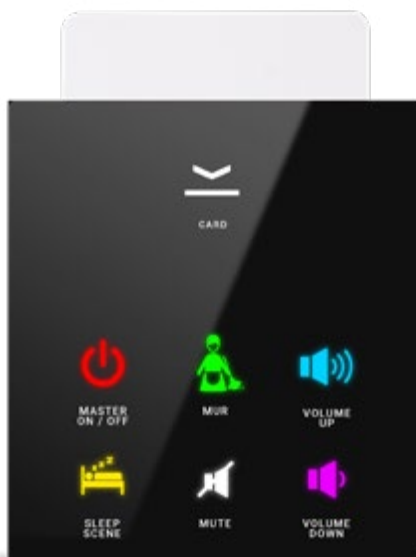 CARD
MASTER
ON / OFF
MUR
VOLUME
UP
SLEEP
SCENE
MUTE
VOLUME
DOWN